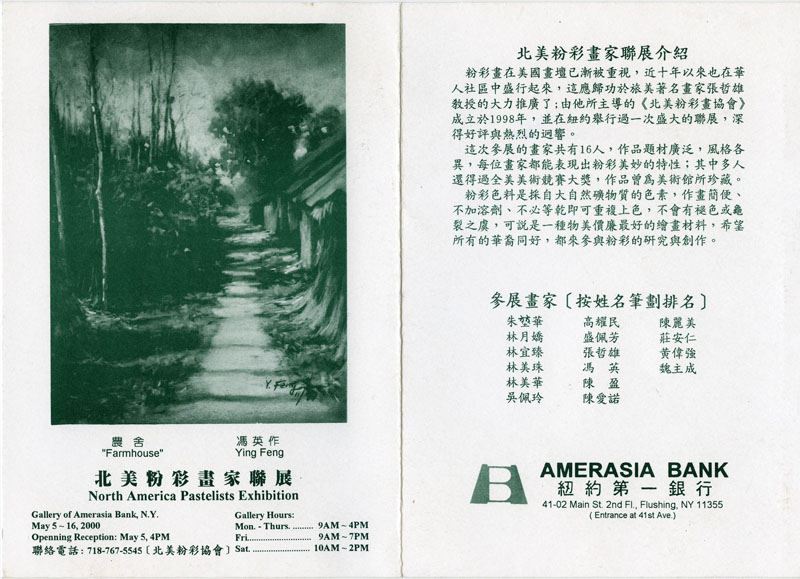 Y. Feng
農 舍 馮 英 作
"Farmhouse" Ying Feng
北美粉彩畫家聯展
North America Pastelists Exhibition
Gallery of Amerasia Bank, N.Y. Gallery Hours:
May 5 ~ 16, 2000 Mon. - Thurs. ......... 9AM ~ 4PM
Openning Reception: May 5, 4PM Fri........................... 9AM ~ 7PM
聯絡電話: 718-767-5545〔北美粉彩協會〕 Sat. ........................ 10AM ~ 2PM
北美粉彩畫家聯展介紹
粉彩畫在美國畫壇已漸被重視，近十年以來也在華
人社區中盛行起來，這應歸功於旅美著名畫家張哲雄
教授的大力推廣了;由他所主導的《北美粉彩畫協會》
成立於1998年，並在紐約舉行過一次盛大的聯展，深
得好評與熱烈的迴響。
這次參展的畫家共有16人，作品題材廣泛，風格各
異，每位畫家都能表現出粉彩美妙的特性；其中多人
還得過全美美術競賽大獎，作品曾為美術館所珍藏。
粉彩色料是採自大自然礦物質的色素，作畫簡便、
不加溶劑、不必等乾即可重複上色，不會有褪色或龜
裂之虞，可說是一種物美價廉最好的繪畫材料，希望
所有的華裔同好，都來參與粉彩的研究與創作。
參展畫家〔按姓名筆劃排名〕
朱堃華 高耀民 陳麗美
林月嬌 盛佩芳 莊安仁
林宜臻 張哲雄 黃偉強
林美珠 馮 英 魏主成
林美華 陳 盈
吳佩玲 陳愛諾
AMERASIA BANK
紐約第一銀行
41-02 Main St. 2nd Fl., Flushing, NY 11355
( Entrance at 41st Ave.)